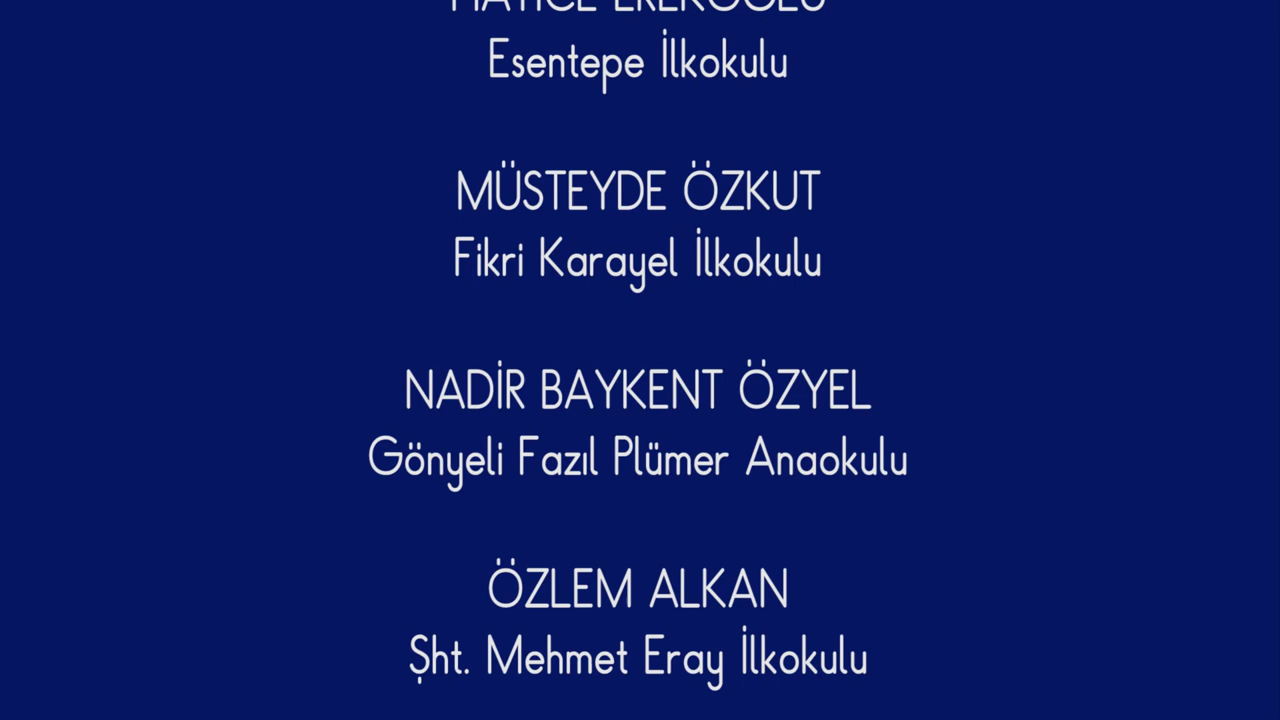 Esentepe İlkokulu
MÜSTEYDE ÖZKUT
Fikri Karayel İlkokulu
NADİR BAYKENT ÖZYEL
Gönyeli Fazıl Plümer Anaokulu
ÖZLEM ALKAN
Şht. Mehmet Eray İlkokulu